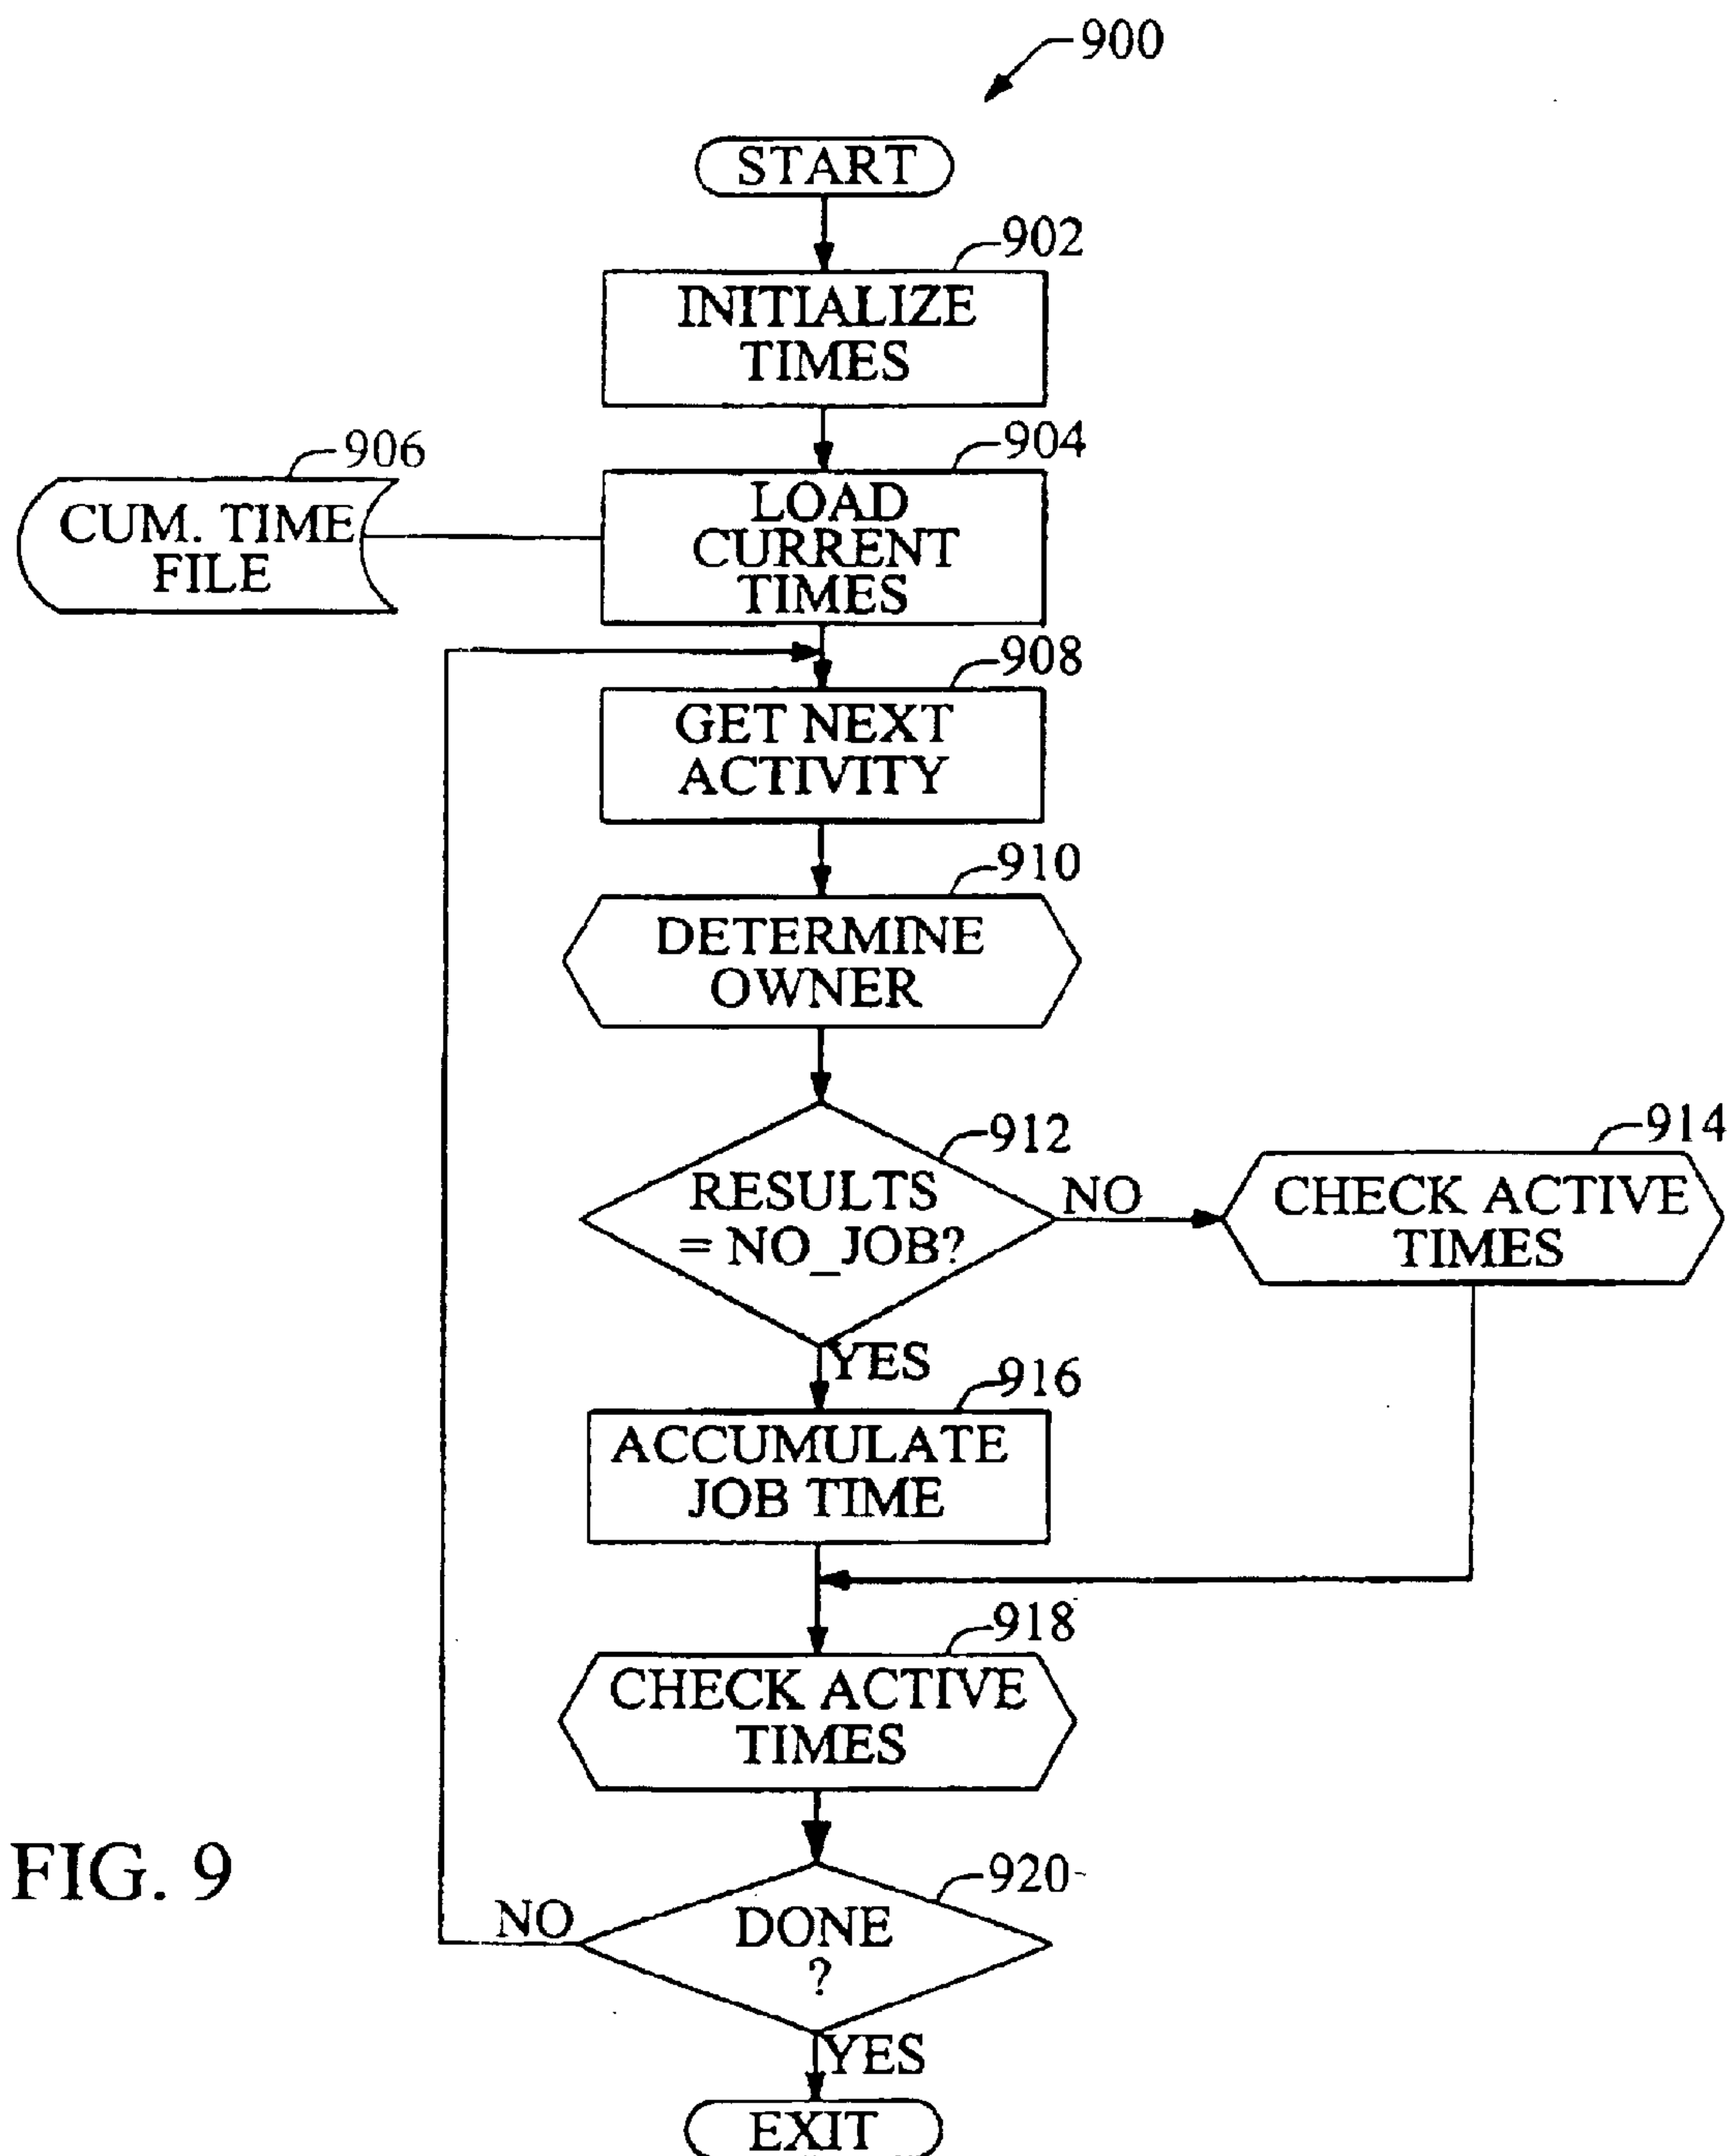 900
START
902
INITIALIZE
TIMES
904
LOAD
CURRENT
TIMES
906
CUM. TIME
FILE
908
GET NEXT
ACTIVITY
910
DETERMINE
OWNER
912
RESULTS
= NO_JOB?
NO
914
CHECK ACTIVE
TIMES
YES
916
ACCUMULATE
JOB TIME
918
CHECK ACTIVE
TIMES
920
DONE
?
NO
YES
EXIT
FIG. 9